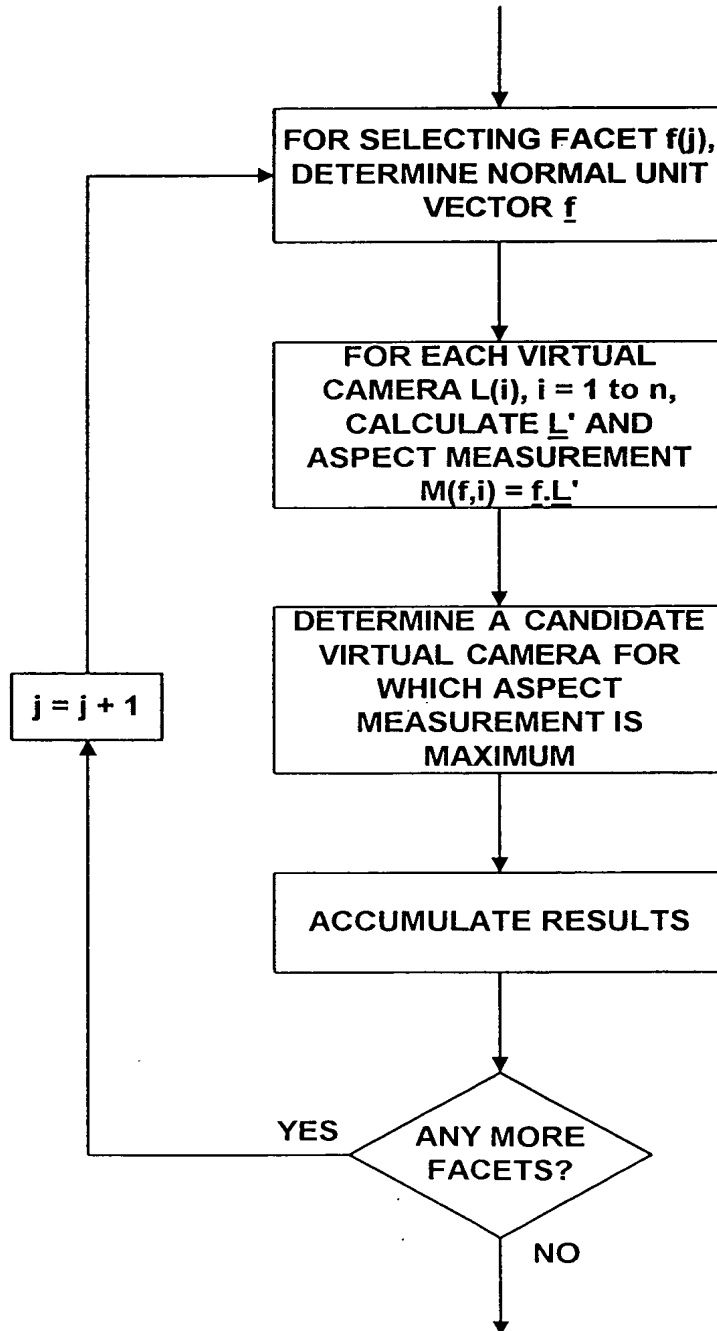 FOR SELECTING FACET f(j),
DETERMINE NORMAL UNIT
VECTOR f
FOR EACH VIRTUAL
CAMERA L(i), i = 1 to n,
CALCULATE L' AND
ASPECT MEASUREMENT
M(f,i) = f.L'
DETERMINE A CANDIDATE
VIRTUAL CAMERA FOR
WHICH ASPECT
MEASUREMENT IS
MAXIMUM
j = j + 1
ACCUMULATE RESULTS
YES
ANY MORE
FACETS?
NO